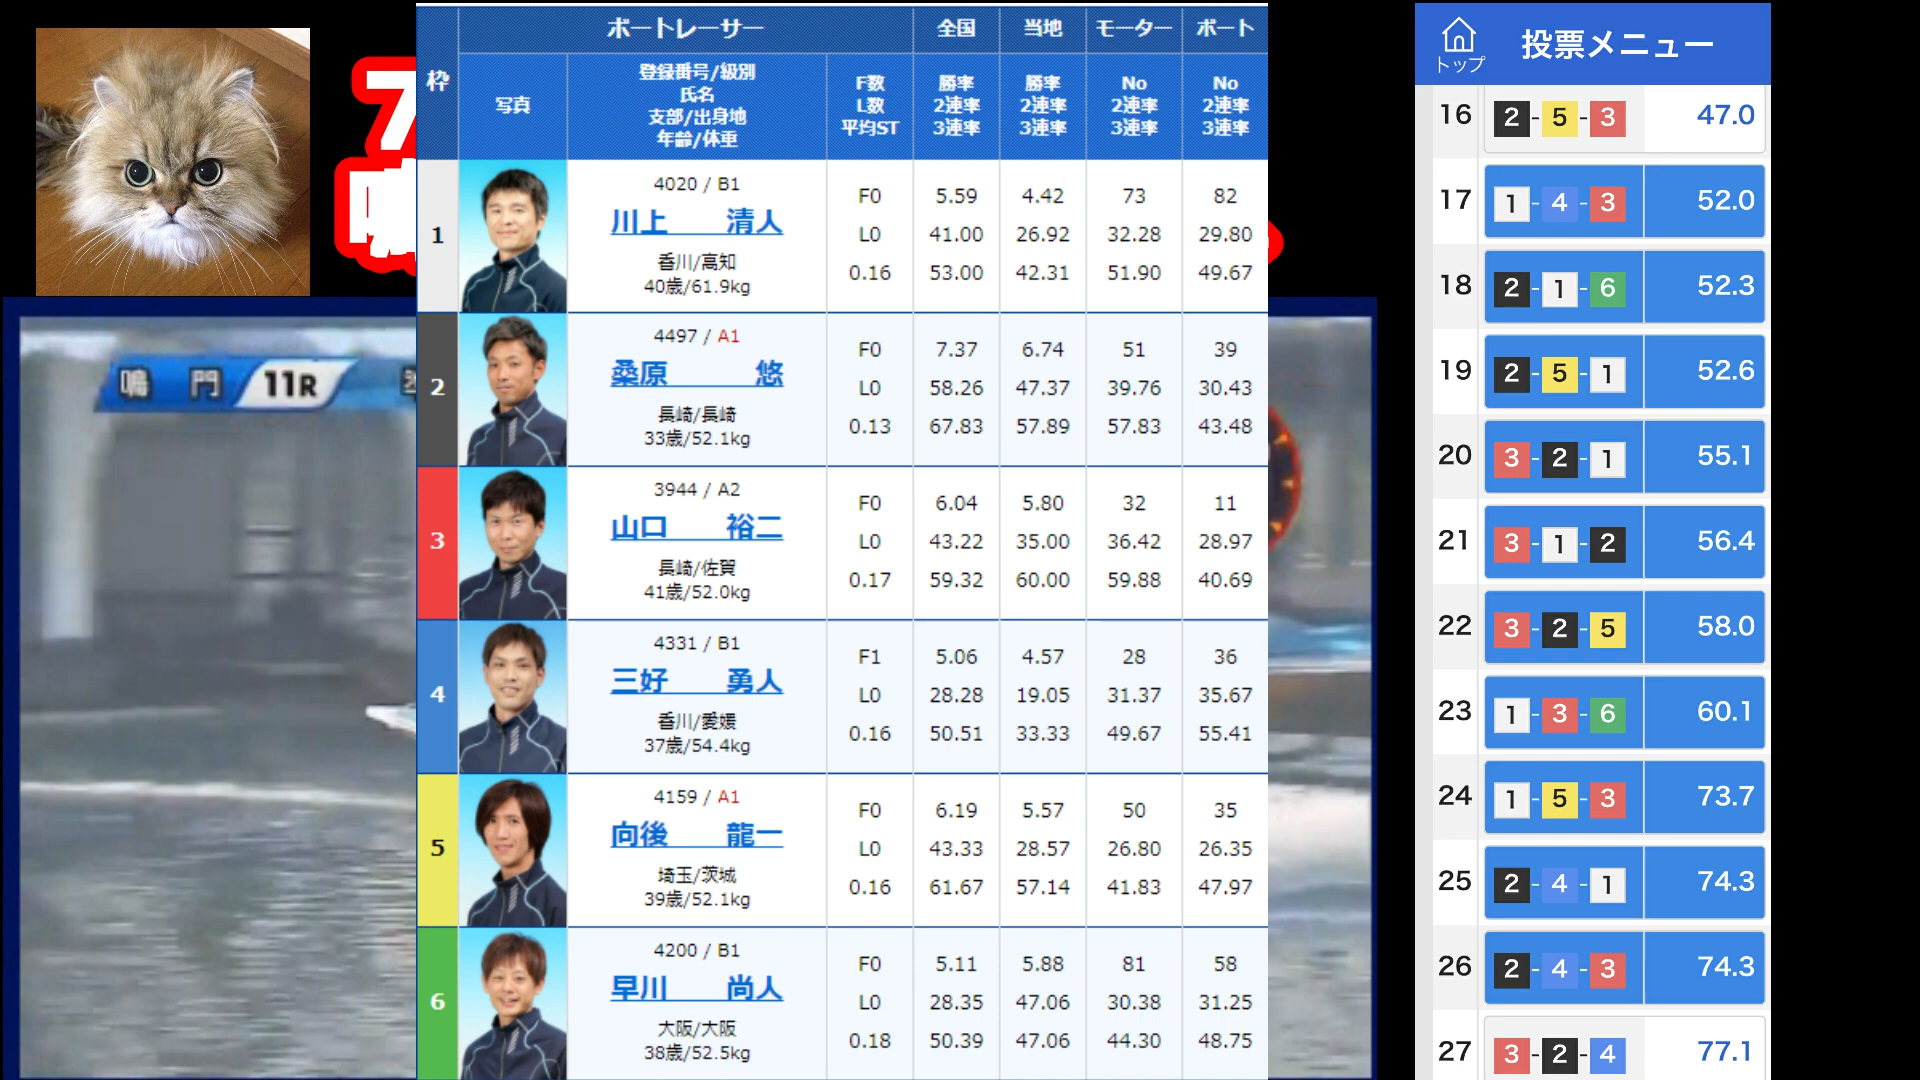 ボートレーサー 全国 当地 モーター ボート
枠 写真 登録番号/級別 氏名 支部/出身地 年齢/体重 F数 L数 平均ST 勝率 2連率 3連率 勝率 2連率 3連率 No 2連率 3連率 No 2連率 3連率
1
4020 / B1
川上 清人
香川/高知
40歳/61.9kg
F0 5.59 4.42 73 82
L0 41.00 26.92 32.28 29.80
0.16 53.00 42.31 51.90 49.67
2
4497 / A1
桑原 悠
長崎/長崎
33歳/52.1kg
F0 7.37 6.74 51 39
L0 58.26 47.37 39.76 30.43
0.13 67.83 57.89 57.83 43.48
3
3944 / A2
山口 裕二
長崎/佐賀
41歳/52.0kg
F0 6.04 5.80 32 11
L0 43.22 35.00 36.42 28.97
0.17 59.32 60.00 59.88 40.69
4
4331 / B1
三好 勇人
香川/愛媛
37歳/54.4kg
F1 5.06 4.57 28 36
L0 28.28 19.05 31.37 35.67
0.16 50.51 33.33 49.67 55.41
5
4159 / A1
向後 龍一
埼玉/茨城
39歳/52.1kg
F0 6.19 5.57 50 35
L0 43.33 28.57 26.80 26.35
0.16 61.67 57.14 41.83 47.97
6
4200 / B1
早川 尚人
大阪/大阪
38歳/52.5kg
F0 5.11 5.88 81 58
L0 28.35 47.06 30.38 31.25
0.18 50.39 47.06 44.30 48.75
鳴 門 11R
トップ 投票メニュー
16 2-5-3 47.0
17 1-4-3 52.0
18 2-1-6 52.3
19 2-5-1 52.6
20 3-2-1 55.1
21 3-1-2 56.4
22 3-2-5 58.0
23 1-3-6 60.1
24 1-5-3 73.7
25 2-4-1 74.3
26 2-4-3 74.3
27 3-2-4 77.1